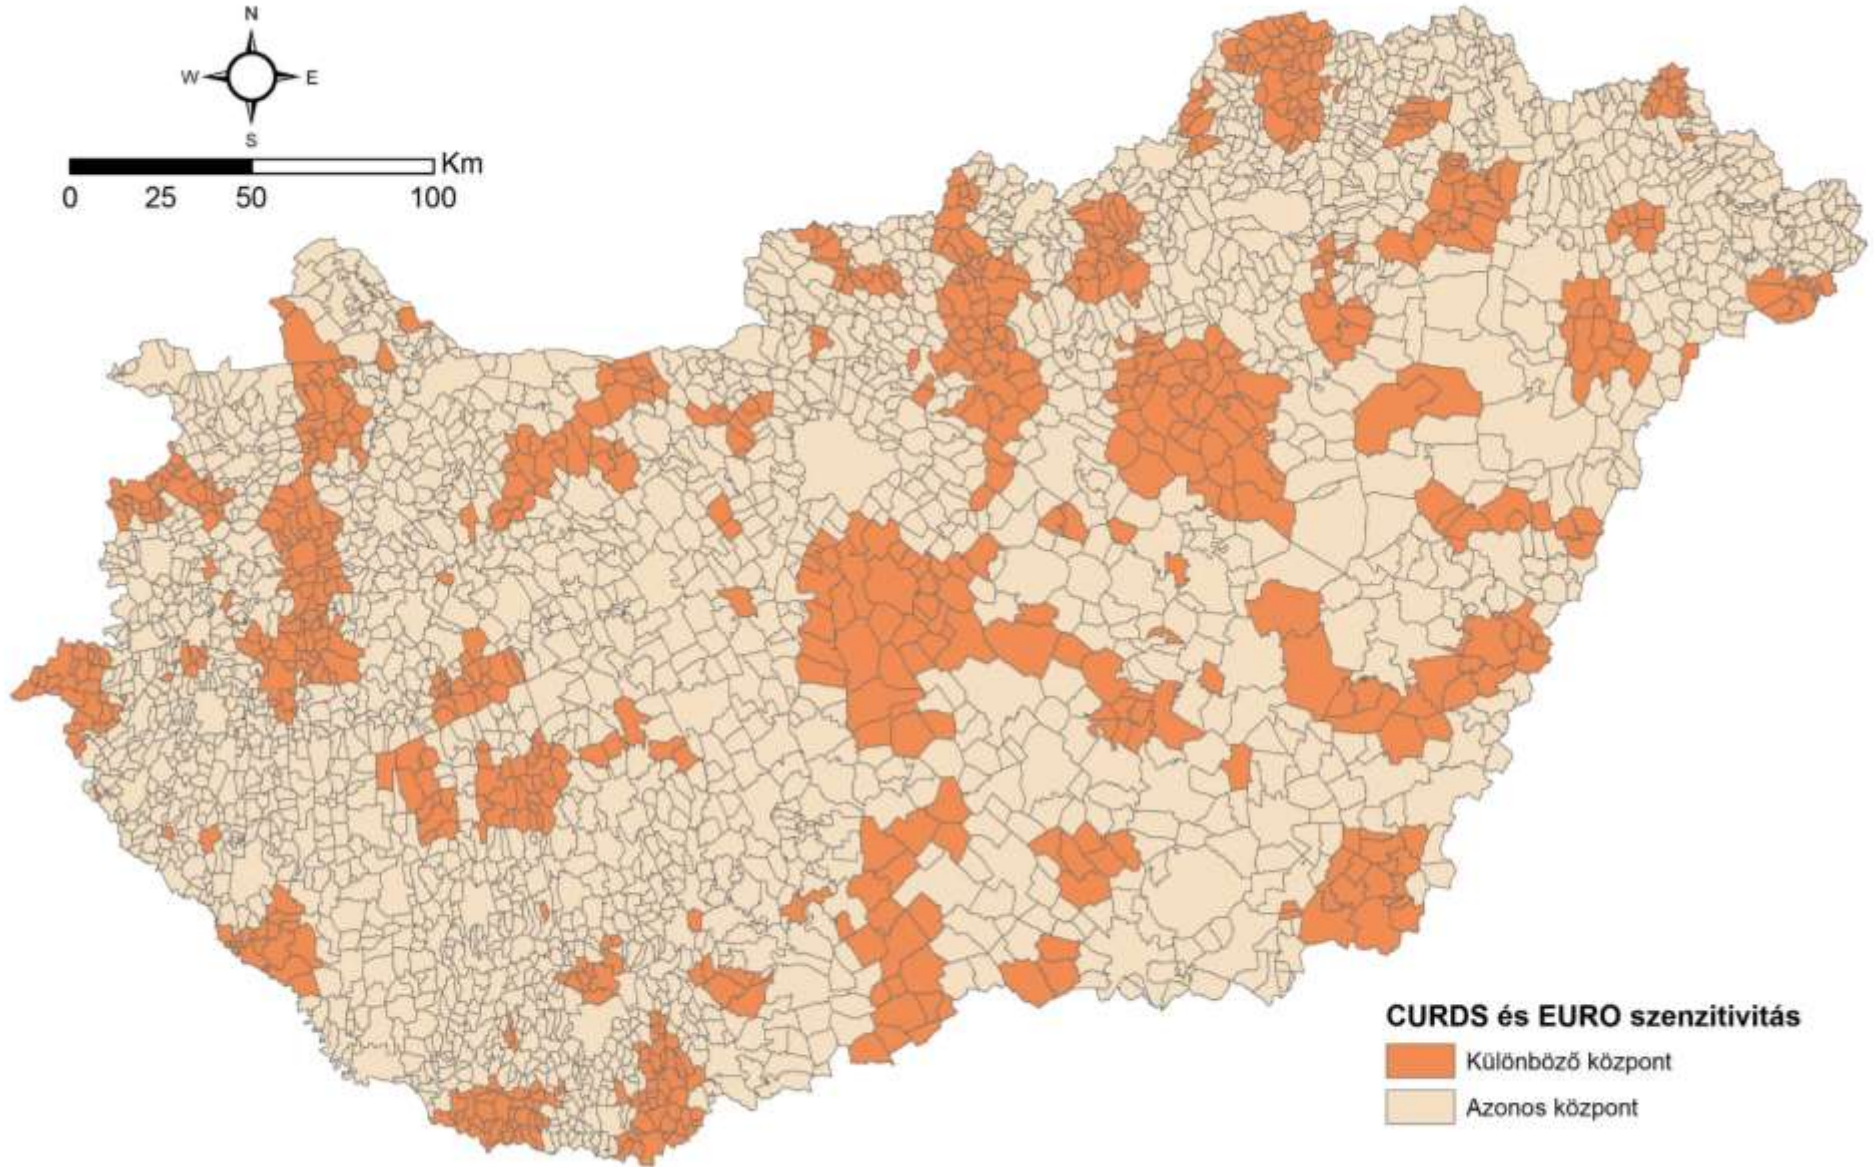 N
W E
S
Km
0 25 50 100
CURDS és EURO szenzitivitás
Különböző központ
Azonos központ